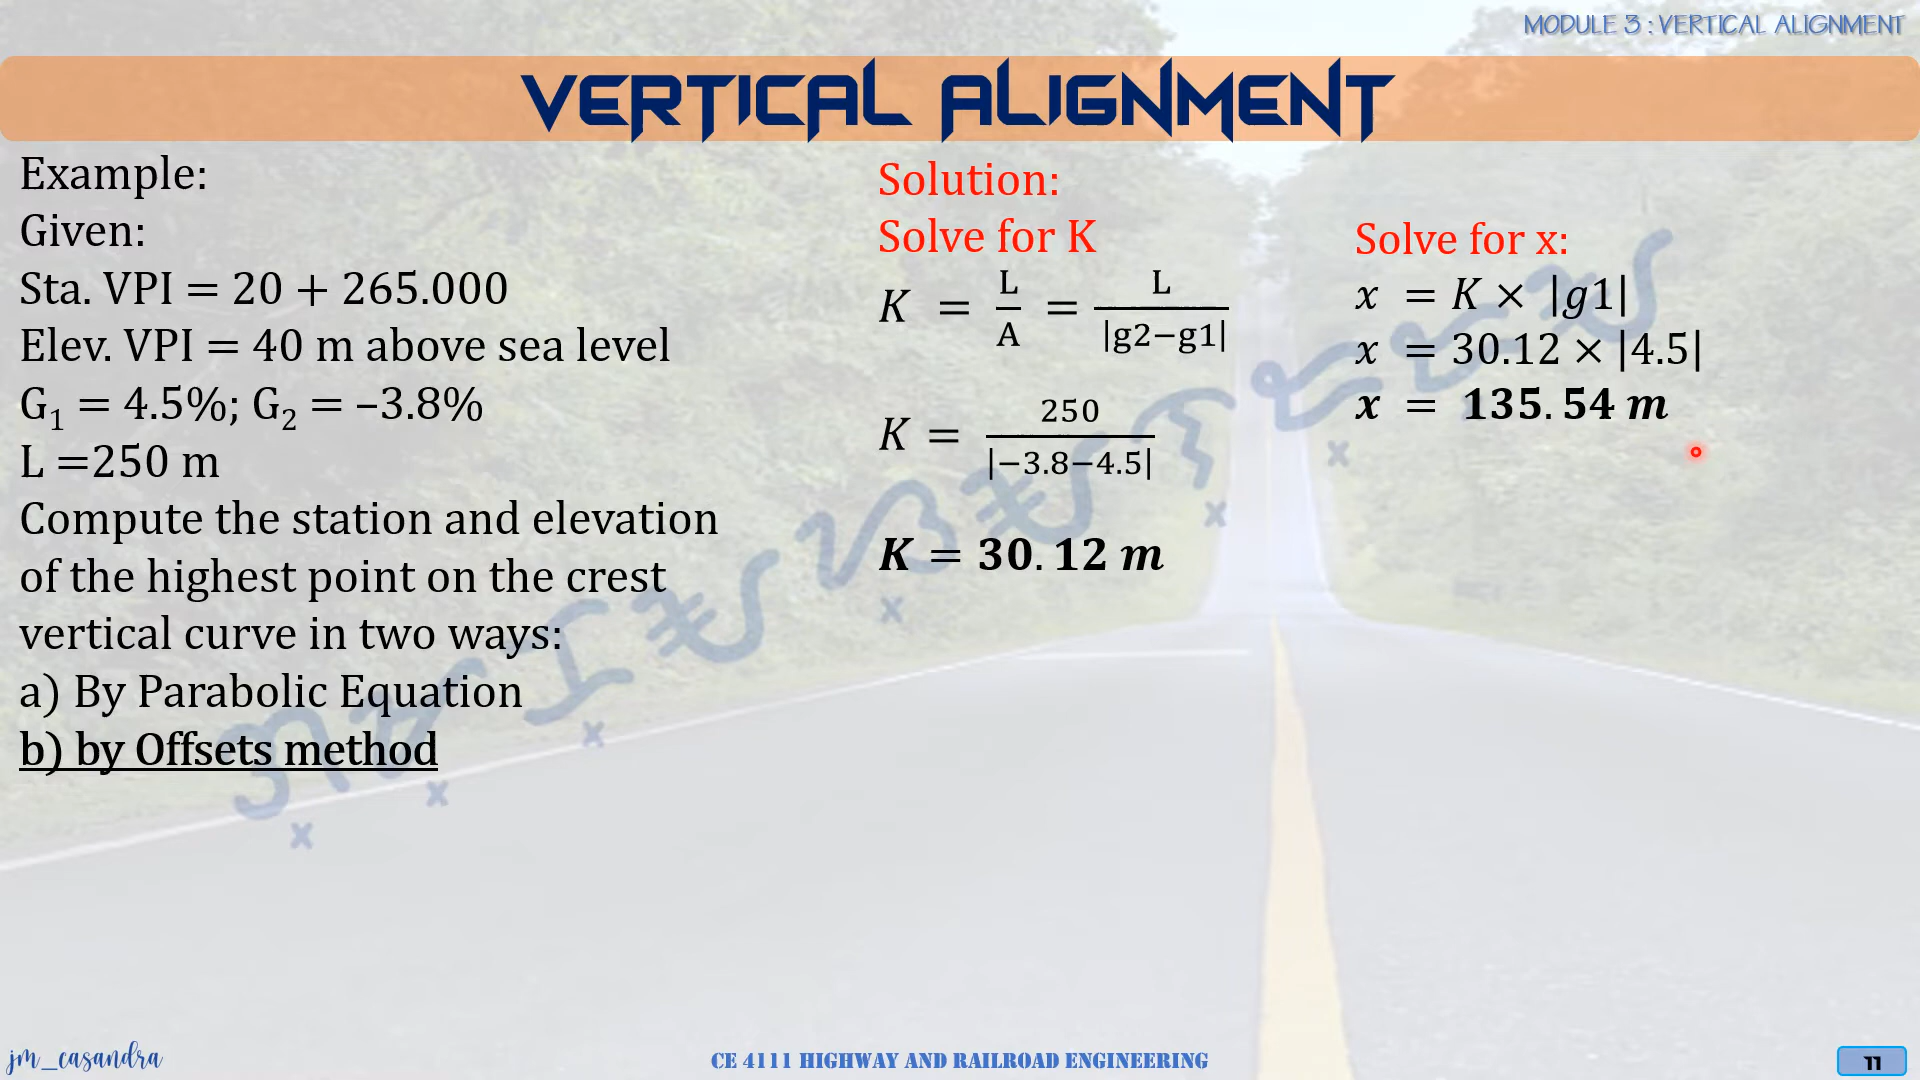 MODULE 3 : VERTICAL ALIGNMENT
VERTICAL ALIGNMENT
Example:
Given:
Sta. VPI = 20 + 265.000
Elev. VPI = 40 m above sea level
G₁ = 4.5%; G₂ = –3.8%
L =250 m
Compute the station and elevation
of the highest point on the crest
vertical curve in two ways:
a) By Parabolic Equation
b) by Offsets method
Solution:
Solve for K
K = L/A = L/|g2−g1|
K = 250/|−3.8−4.5|
K = 30.12 m
Solve for x:
x = K × |g1|
x = 30.12 × |4.5|
x = 135.54 m
jm_casandra
CE 4111 HIGHWAY AND RAILROAD ENGINEERING
11